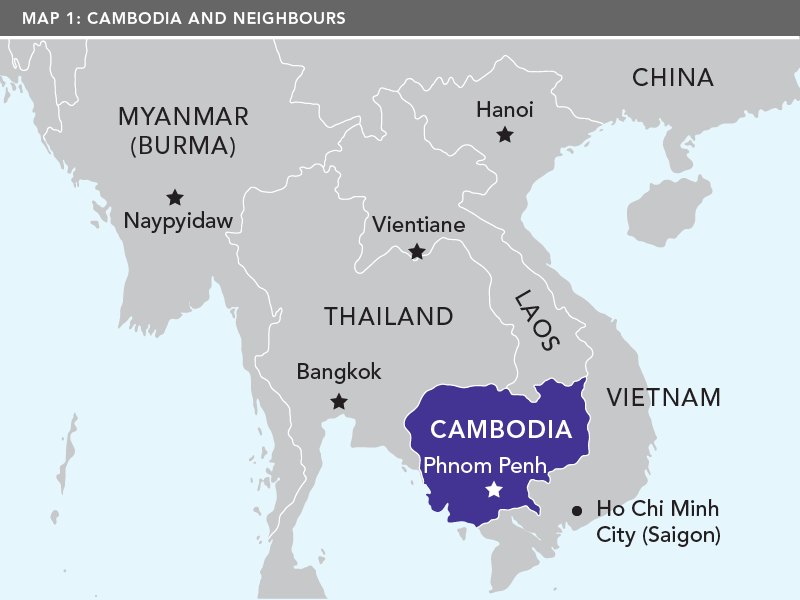 MAP 1: CAMBODIA AND NEIGHBOURS
CHINA
MYANMAR
(BURMA)
Hanoi
Naypyidaw
Vientiane
THAILAND
LAOS
Bangkok
VIETNAM
CAMBODIA
Phnom Penh
Ho Chi Minh
City (Saigon)